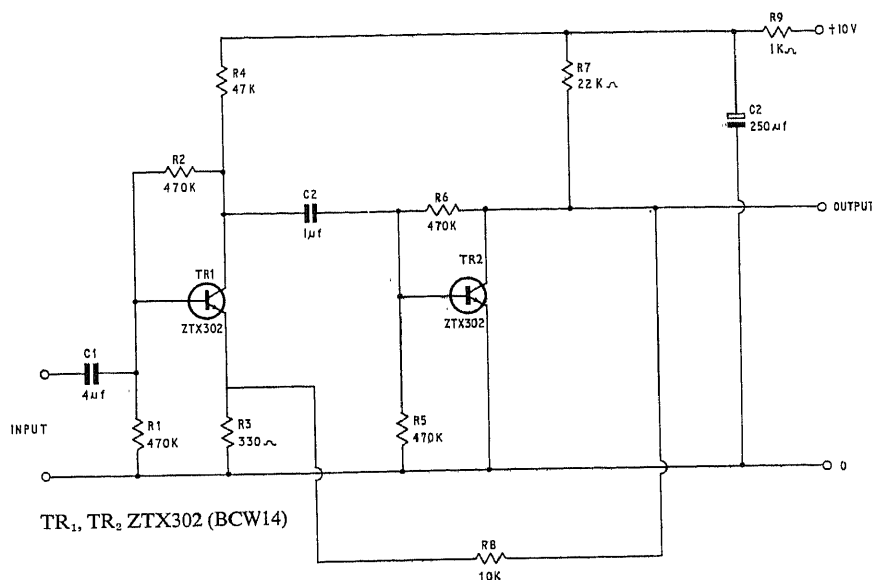 R9
+10V
1KΩ
R4
47K
R7
22KΩ
C2
250µf
R2
470K
C2
1µf
R6
470K
OUTPUT
TR1
ZTX302
TR2
ZTX302
C1
4µf
INPUT
R1
470K
R3
330Ω
R5
470K
0
TR₁, TR₂ ZTX302 (BCW14)
R8
10K